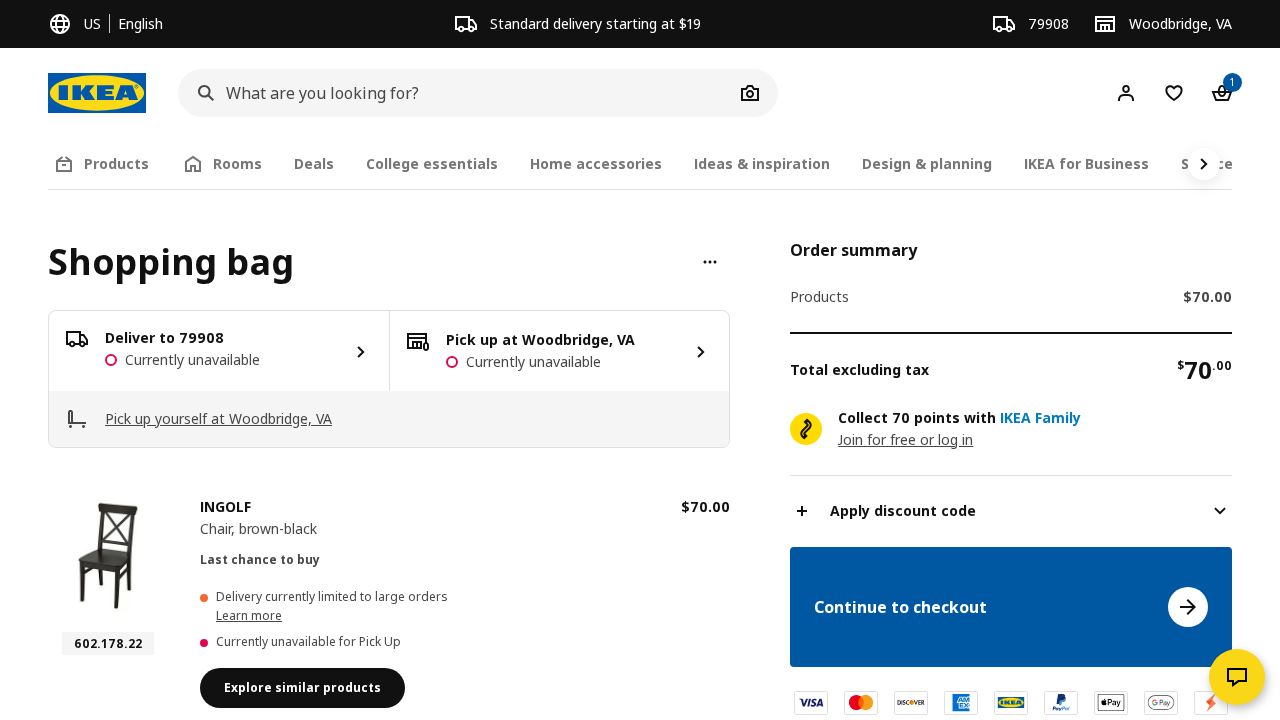 US English
Standard delivery starting at $19
79908
Woodbridge, VA
IKEA
What are you looking for?
1
Products
Rooms
Deals
College essentials
Home accessories
Ideas & inspiration
Design & planning
IKEA for Business
Shopping bag
Deliver to 79908
Currently unavailable
Pick up at Woodbridge, VA
Currently unavailable
Pick up yourself at Woodbridge, VA
INGOLF
$70.00
Chair, brown-black
Last chance to buy
Delivery currently limited to large orders
Learn more
Currently unavailable for Pick Up
602.178.22
Explore similar products
Order summary
Products
$70.00
Total excluding tax
$70.00
Collect 70 points with IKEA Family
Join for free or log in
Apply discount code
Continue to checkout
VISA
DISCOVER
AM EX
IKEA
PayPal
Pay
G Pay